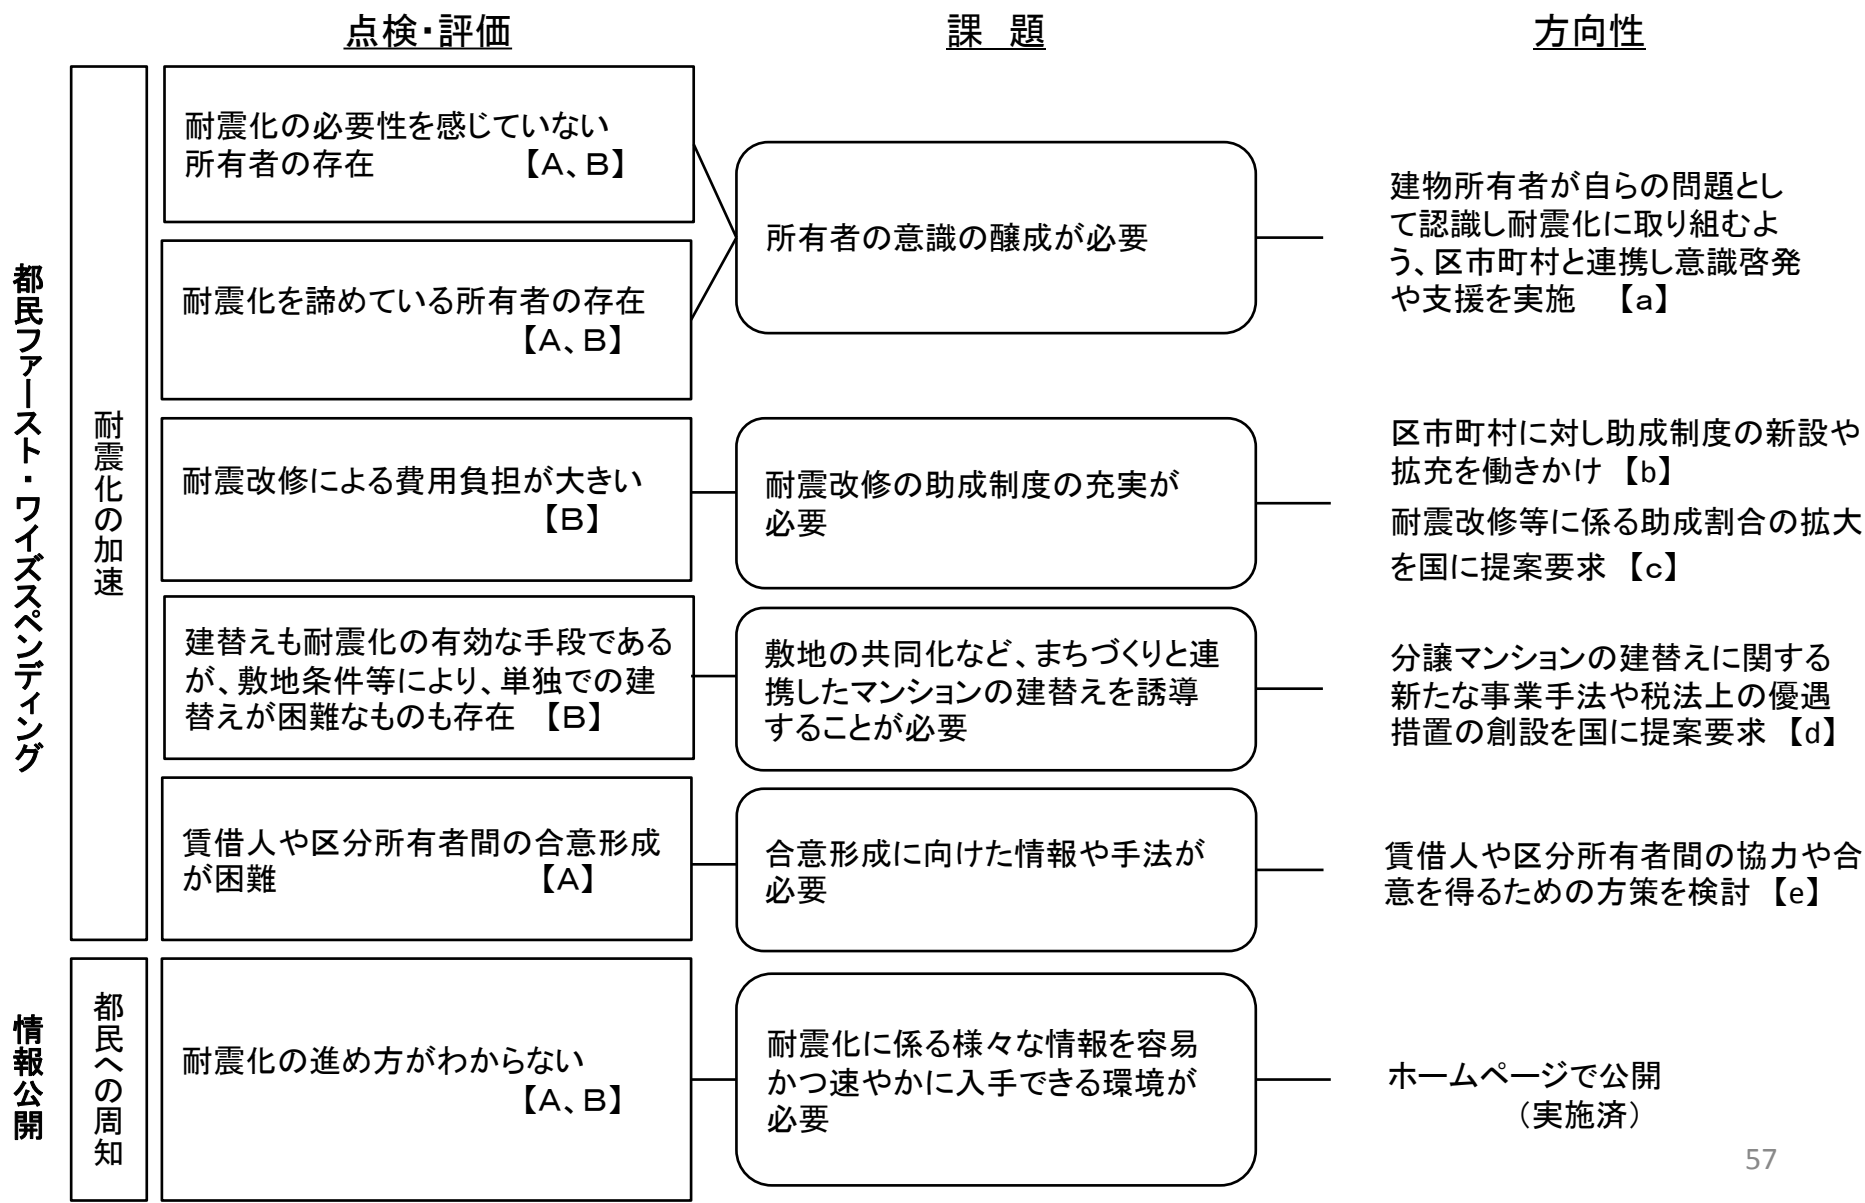 点検・評価
課　題
方向性
都民ファースト・ワイズスペンディング
耐震化の加速
耐震化の必要性を感じていない
所有者の存在　　　　　【Ａ、Ｂ】
耐震化を諦めている所有者の存在
【Ａ、Ｂ】
所有者の意識の醸成が必要
建物所有者が自らの問題とし
て認識し耐震化に取り組むよ
う、区市町村と連携し意識啓発
や支援を実施　【ａ】
耐震改修による費用負担が大きい
【Ｂ】
耐震改修の助成制度の充実が
必要
区市町村に対し助成制度の新設や
拡充を働きかけ 【b】
耐震改修等に係る助成割合の拡大
を国に提案要求 【ｃ】
建替えも耐震化の有効な手段である
が、敷地条件等により、単独での建
替えが困難なものも存在 【Ｂ】
敷地の共同化など、まちづくりと連
携したマンションの建替えを誘導
することが必要
分譲マンションの建替えに関する
新たな事業手法や税法上の優遇
措置の創設を国に提案要求 【d】
賃借人や区分所有者間の合意形成
が困難　　　　　　　　【Ａ】
合意形成に向けた情報や手法が
必要
賃借人や区分所有者間の協力や合
意を得るための方策を検討 【e】
情報公開
都民への周知
耐震化の進め方がわからない
【Ａ、Ｂ】
耐震化に係る様々な情報を容易
かつ速やかに入手できる環境が
必要
ホームページで公開
（実施済）
57